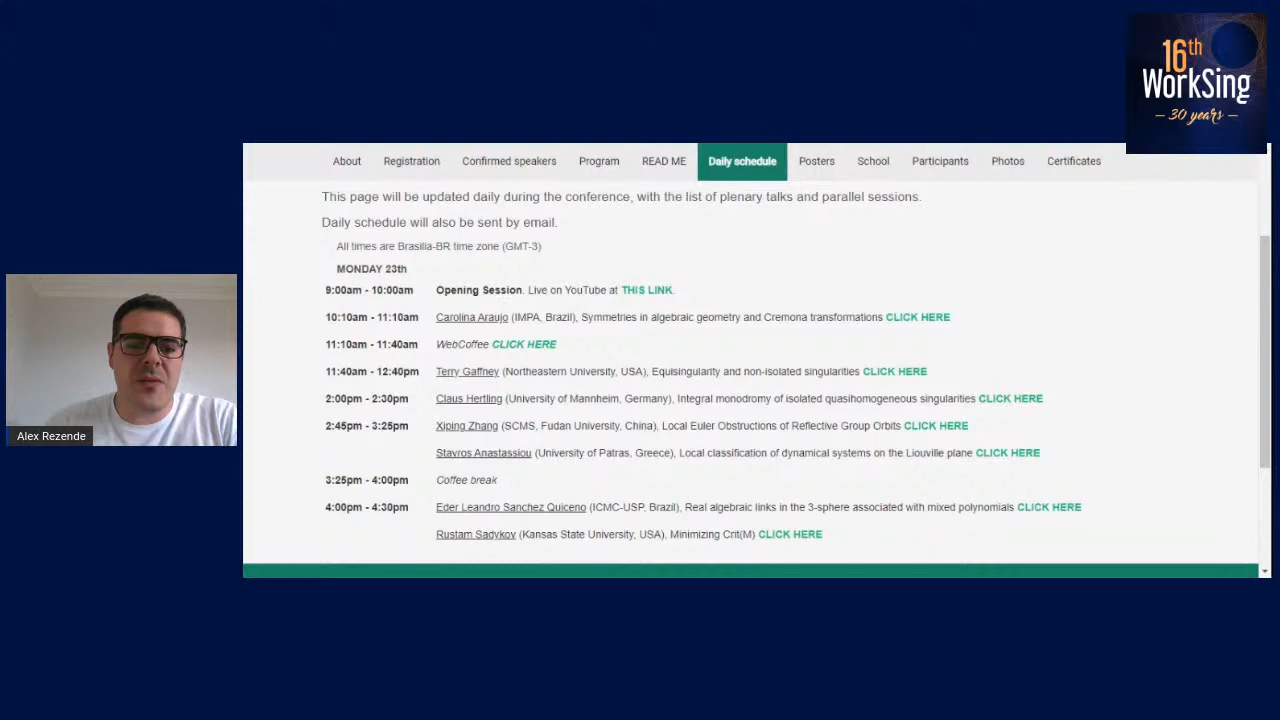 16th
WorkSing
— 30 years —
About Registration Confirmed speakers Program READ ME Daily schedule Posters School Participants Photos Certificates
This page will be updated daily during the conference, with the list of plenary talks and parallel sessions.
Daily schedule will also be sent by email.
All times are Brasilia-BR time zone (GMT-3)
MONDAY 23th
9:00am - 10:00am Opening Session. Live on YouTube at THIS LINK.
10:10am - 11:10am Carolina Araujo (IMPA, Brazil), Symmetries in algebraic geometry and Cremona transformations CLICK HERE
11:10am - 11:40am WebCoffee CLICK HERE
11:40am - 12:40pm Terry Gaffney (Northeastern University, USA), Equisingularity and non-isolated singularities CLICK HERE
2:00pm - 2:30pm Claus Hertling (University of Mannheim, Germany), Integral monodromy of isolated quasihomogeneous singularities CLICK HERE
2:45pm - 3:25pm Xiping Zhang (SCMS, Fudan University, China), Local Euler Obstructions of Reflective Group Orbits CLICK HERE
Stavros Anastassiou (University of Patras, Greece), Local classification of dynamical systems on the Liouville plane CLICK HERE
3:25pm - 4:00pm Coffee break
4:00pm - 4:30pm Eder Leandro Sanchez Quiceno (ICMC-USP, Brazil), Real algebraic links in the 3-sphere associated with mixed polynomials CLICK HERE
Rustam Sadykov (Kansas State University, USA), Minimizing Crit(M) CLICK HERE
Alex Rezende